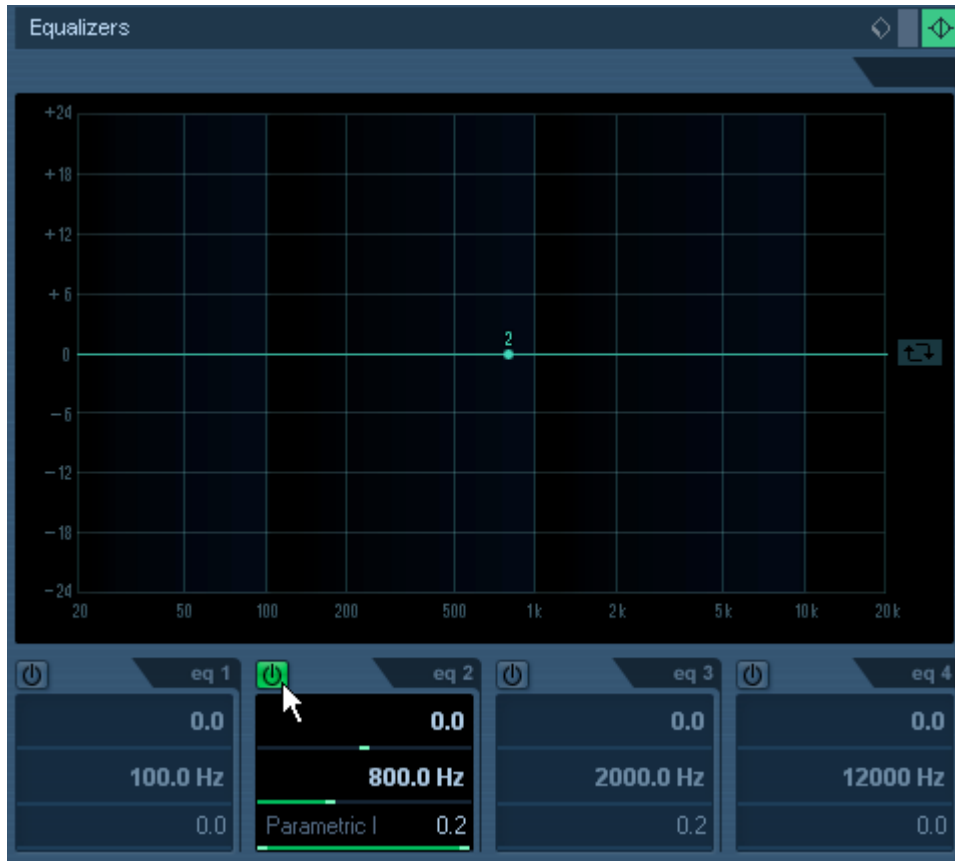 Equalizers
+24
+18
+12
+6
2
0
−6
−12
−18
−24
20 50 100 200 500 1k 2k 5k 10k 20k
eq 1 eq 2 eq 3 eq 4
0.0 0.0 0.0 0.0
100.0 Hz 800.0 Hz 2000.0 Hz 12000 Hz
0.0 Parametric I 0.2 0.2 0.0